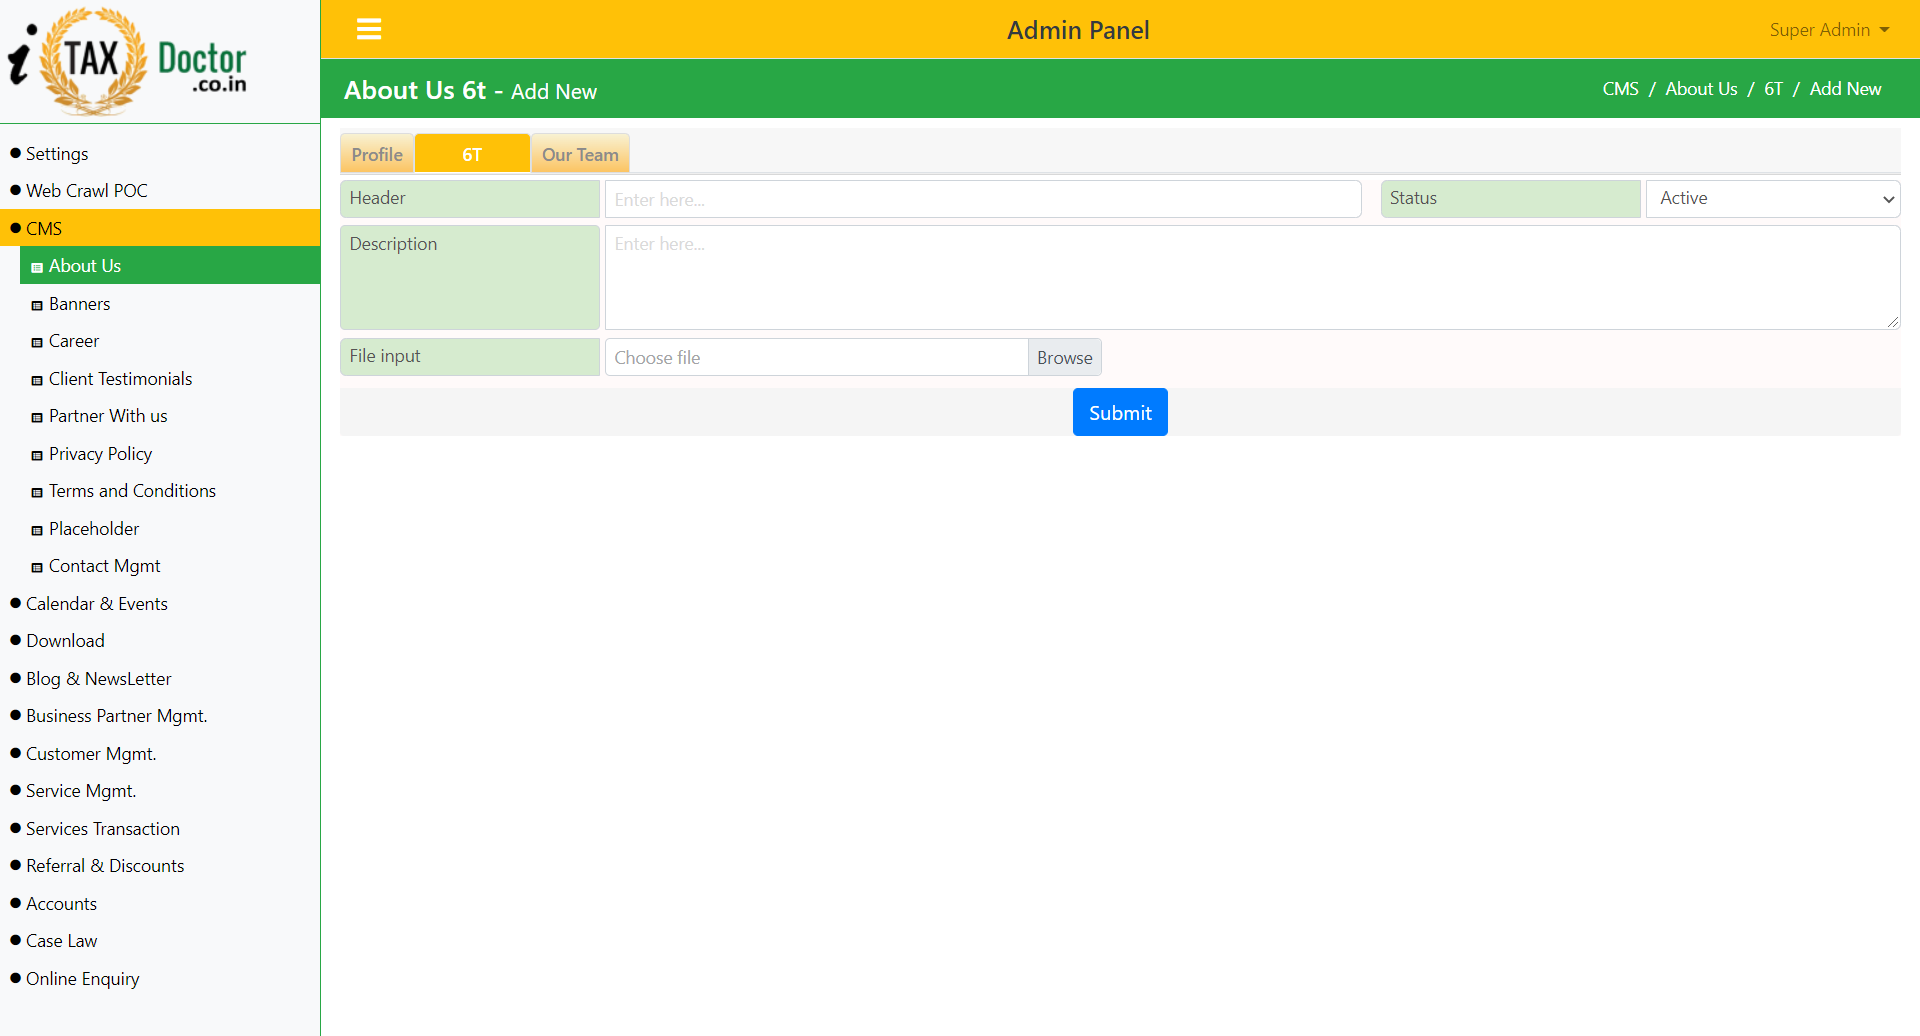 i TAX Doctor
.co.in
Admin Panel
Super Admin
About Us 6t - Add New
CMS / About Us / 6T / Add New
Settings
Web Crawl POC
CMS
About Us
Banners
Career
Client Testimonials
Partner With us
Privacy Policy
Terms and Conditions
Placeholder
Contact Mgmt
Calendar & Events
Download
Blog & NewsLetter
Business Partner Mgmt.
Customer Mgmt.
Service Mgmt.
Services Transaction
Referral & Discounts
Accounts
Case Law
Online Enquiry
Profile 6T Our Team
Header Enter here... Status Active
Description Enter here...
File input Choose file Browse
Submit